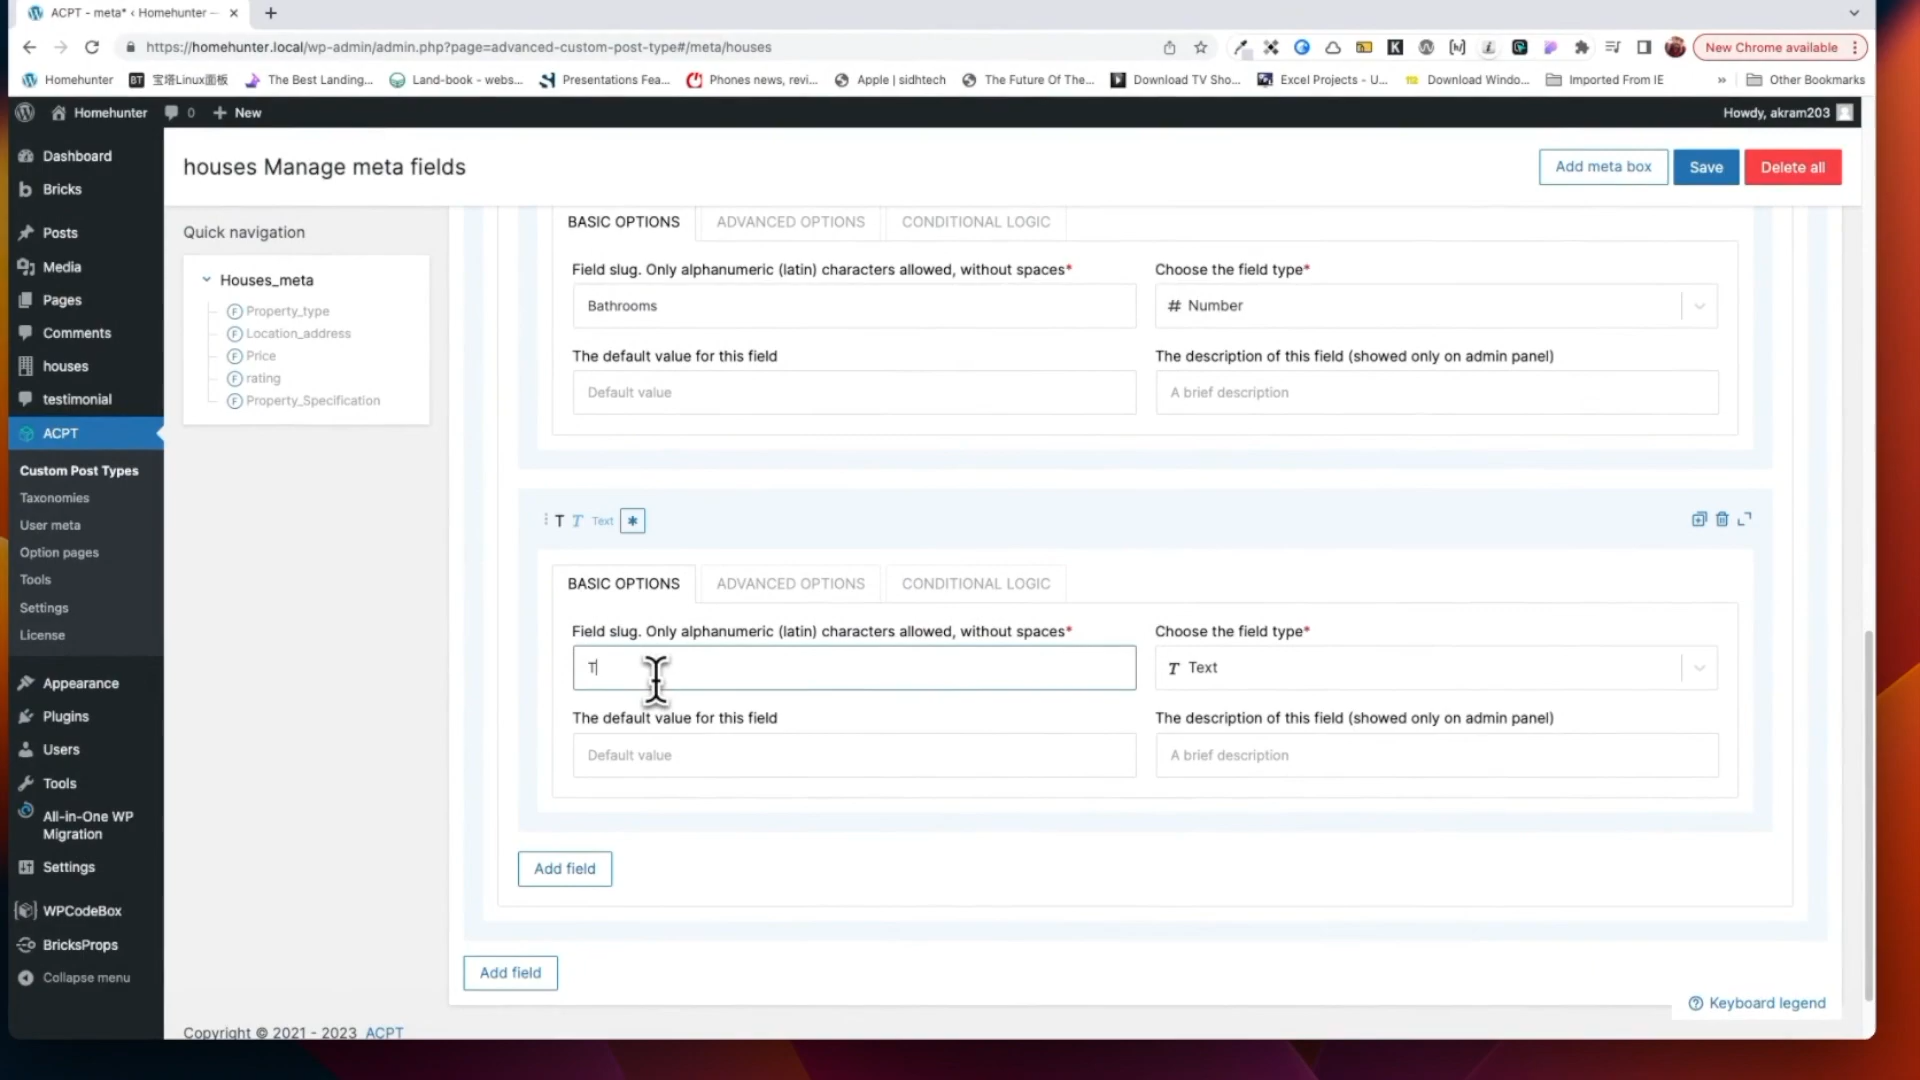 ACPT - meta* ‹ Homehunter —
https://homehunter.local/wp-admin/admin.php?page=advanced-custom-post-type#/meta/houses
New Chrome available
Homehunter
BT 宝塔Linux面板
The Best Landing...
Land-book - webs...
Presentations Fea...
Phones news, revi...
Apple | sidhtech
The Future Of The...
Download TV Sho...
Excel Projects - U...
Download Windo...
Imported From IE
»
Other Bookmarks
Homehunter
0
New
Howdy, akram203
Dashboard
Bricks
Posts
Media
Pages
Comments
houses
testimonial
ACPT
Custom Post Types
Taxonomies
User meta
Option pages
Tools
Settings
License
Appearance
Plugins
Users
Tools
All-in-One WP
Migration
Settings
WPCodeBox
BricksProps
Collapse menu
houses Manage meta fields
Add meta box
Save
Delete all
Quick navigation
Houses_meta
F Property_type
F Location_address
F Price
F rating
F Property_Specification
BASIC OPTIONS
ADVANCED OPTIONS
CONDITIONAL LOGIC
Field slug. Only alphanumeric (latin) characters allowed, without spaces*
Choose the field type*
Bathrooms
# Number
The default value for this field
The description of this field (showed only on admin panel)
Default value
A brief description
T T Text *
BASIC OPTIONS
ADVANCED OPTIONS
CONDITIONAL LOGIC
Field slug. Only alphanumeric (latin) characters allowed, without spaces*
Choose the field type*
T
T Text
The default value for this field
The description of this field (showed only on admin panel)
Default value
A brief description
Add field
Add field
Keyboard legend
Copyright © 2021 - 2023 ACPT